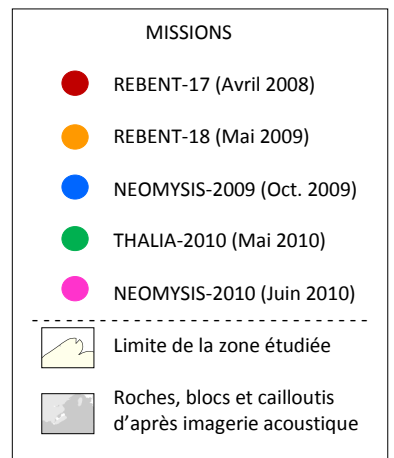 MISSIONS
REBENT-17 (Avril 2008)
REBENT-18 (Mai 2009)
NEOMYSIS-2009 (Oct. 2009)
THALIA-2010 (Mai 2010)
NEOMYSIS-2010 (Juin 2010)
Limite de la zone étudiée
Roches, blocs et cailloutis
d’après imagerie acoustique